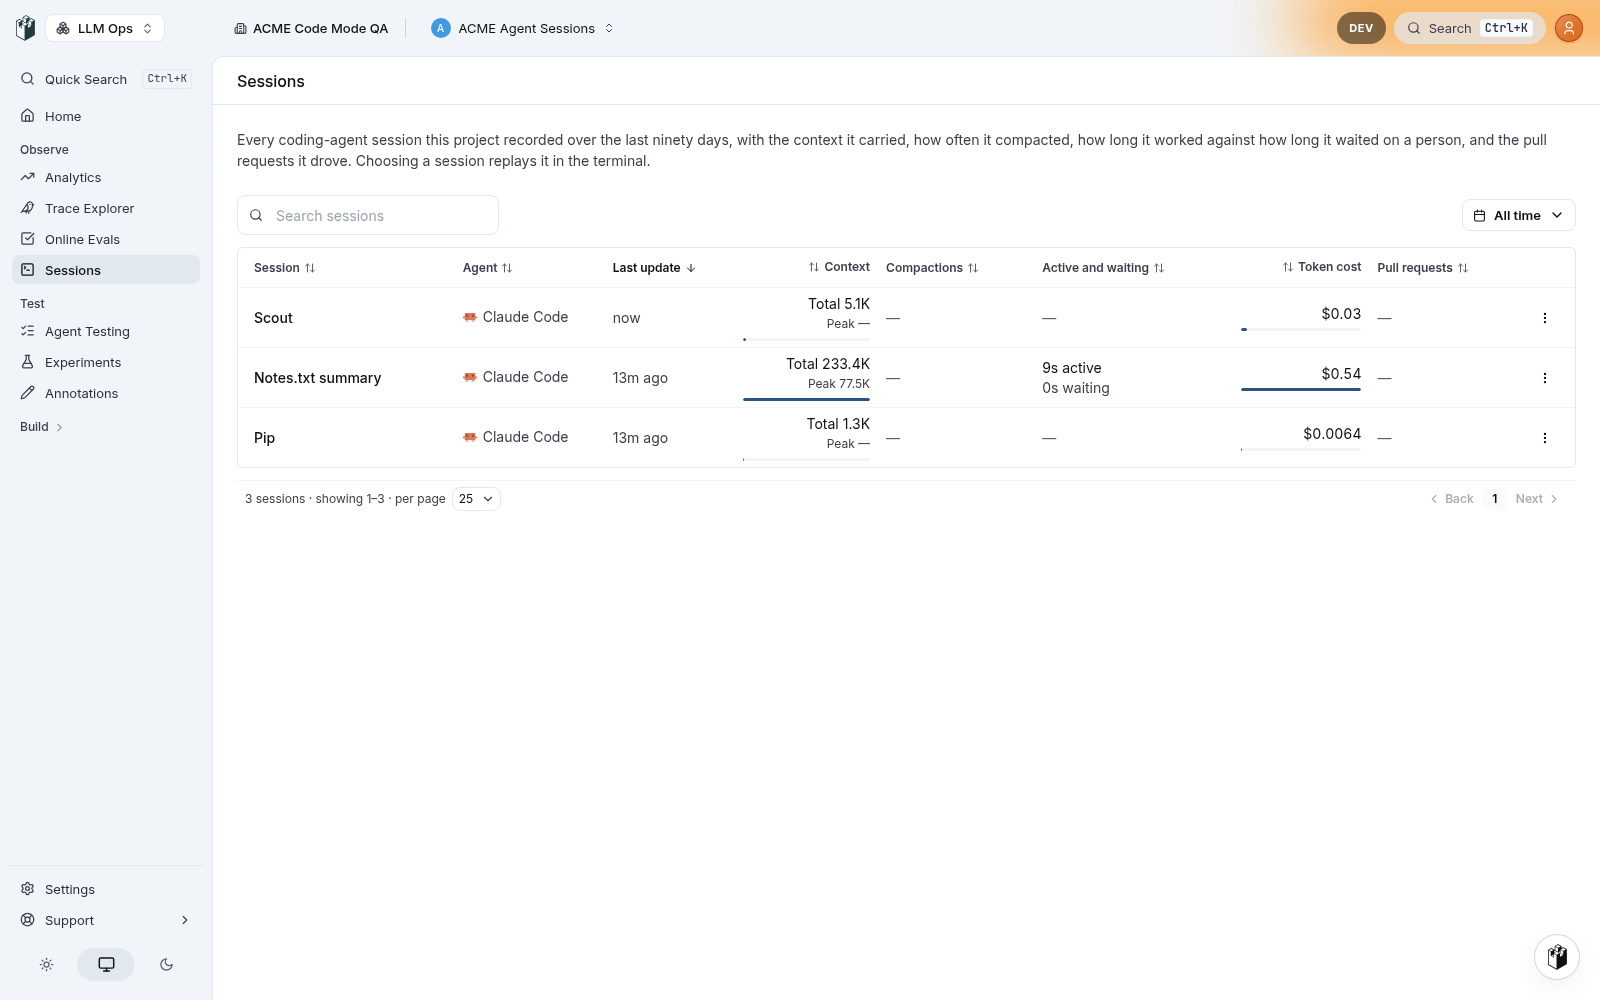 LLM Ops
ACME Code Mode QA
A ACME Agent Sessions
DEV
Search Ctrl+K
Quick Search Ctrl+K
Home
Observe
Analytics
Trace Explorer
Online Evals
Sessions
Test
Agent Testing
Experiments
Annotations
Build
Settings
Support
Sessions
Every coding-agent session this project recorded over the last ninety days, with the context it carried, how often it compacted, how long it worked against how long it waited on a person, and the pull
requests it drove. Choosing a session replays it in the terminal.
Search sessions
All time
Session Agent Last update Context Compactions Active and waiting Token cost Pull requests
Scout Claude Code now Total 5.1K — — $0.03 —
Peak —
Notes.txt summary Claude Code 13m ago Total 233.4K — 9s active $0.54 —
Peak 77.5K 0s waiting
Pip Claude Code 13m ago Total 1.3K — — $0.0064 —
Peak —
3 sessions · showing 1–3 · per page 25
Back 1 Next